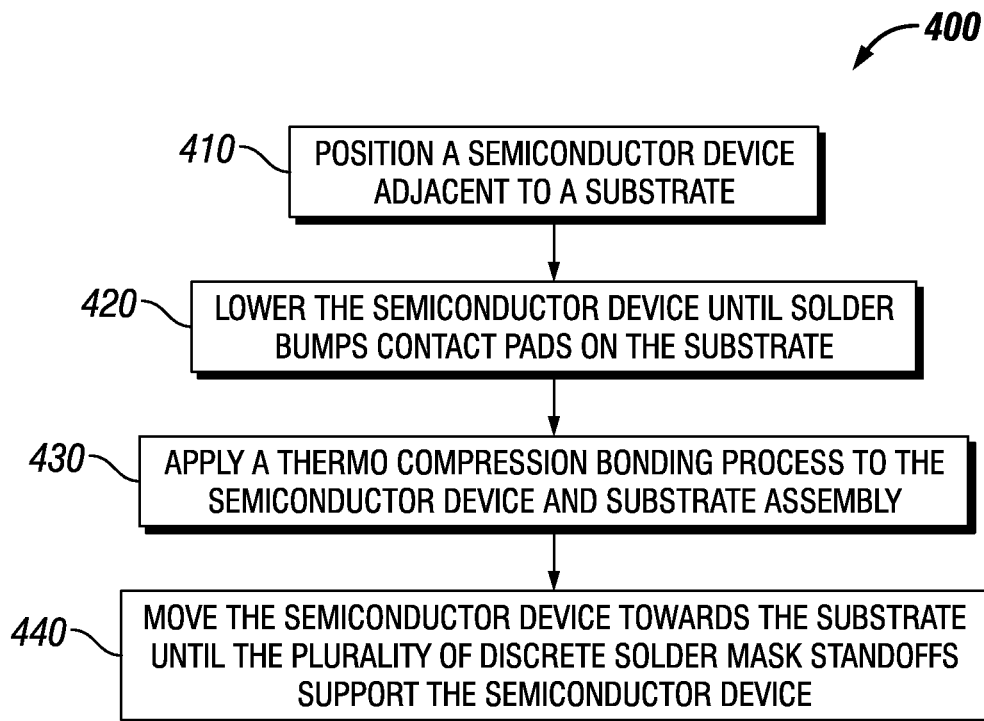 400
410
POSITION A SEMICONDUCTOR DEVICE
ADJACENT TO A SUBSTRATE
420
LOWER THE SEMICONDUCTOR DEVICE UNTIL SOLDER
BUMPS CONTACT PADS ON THE SUBSTRATE
430
APPLY A THERMO COMPRESSION BONDING PROCESS TO THE
SEMICONDUCTOR DEVICE AND SUBSTRATE ASSEMBLY
440
MOVE THE SEMICONDUCTOR DEVICE TOWARDS THE SUBSTRATE
UNTIL THE PLURALITY OF DISCRETE SOLDER MASK STANDOFFS
SUPPORT THE SEMICONDUCTOR DEVICE